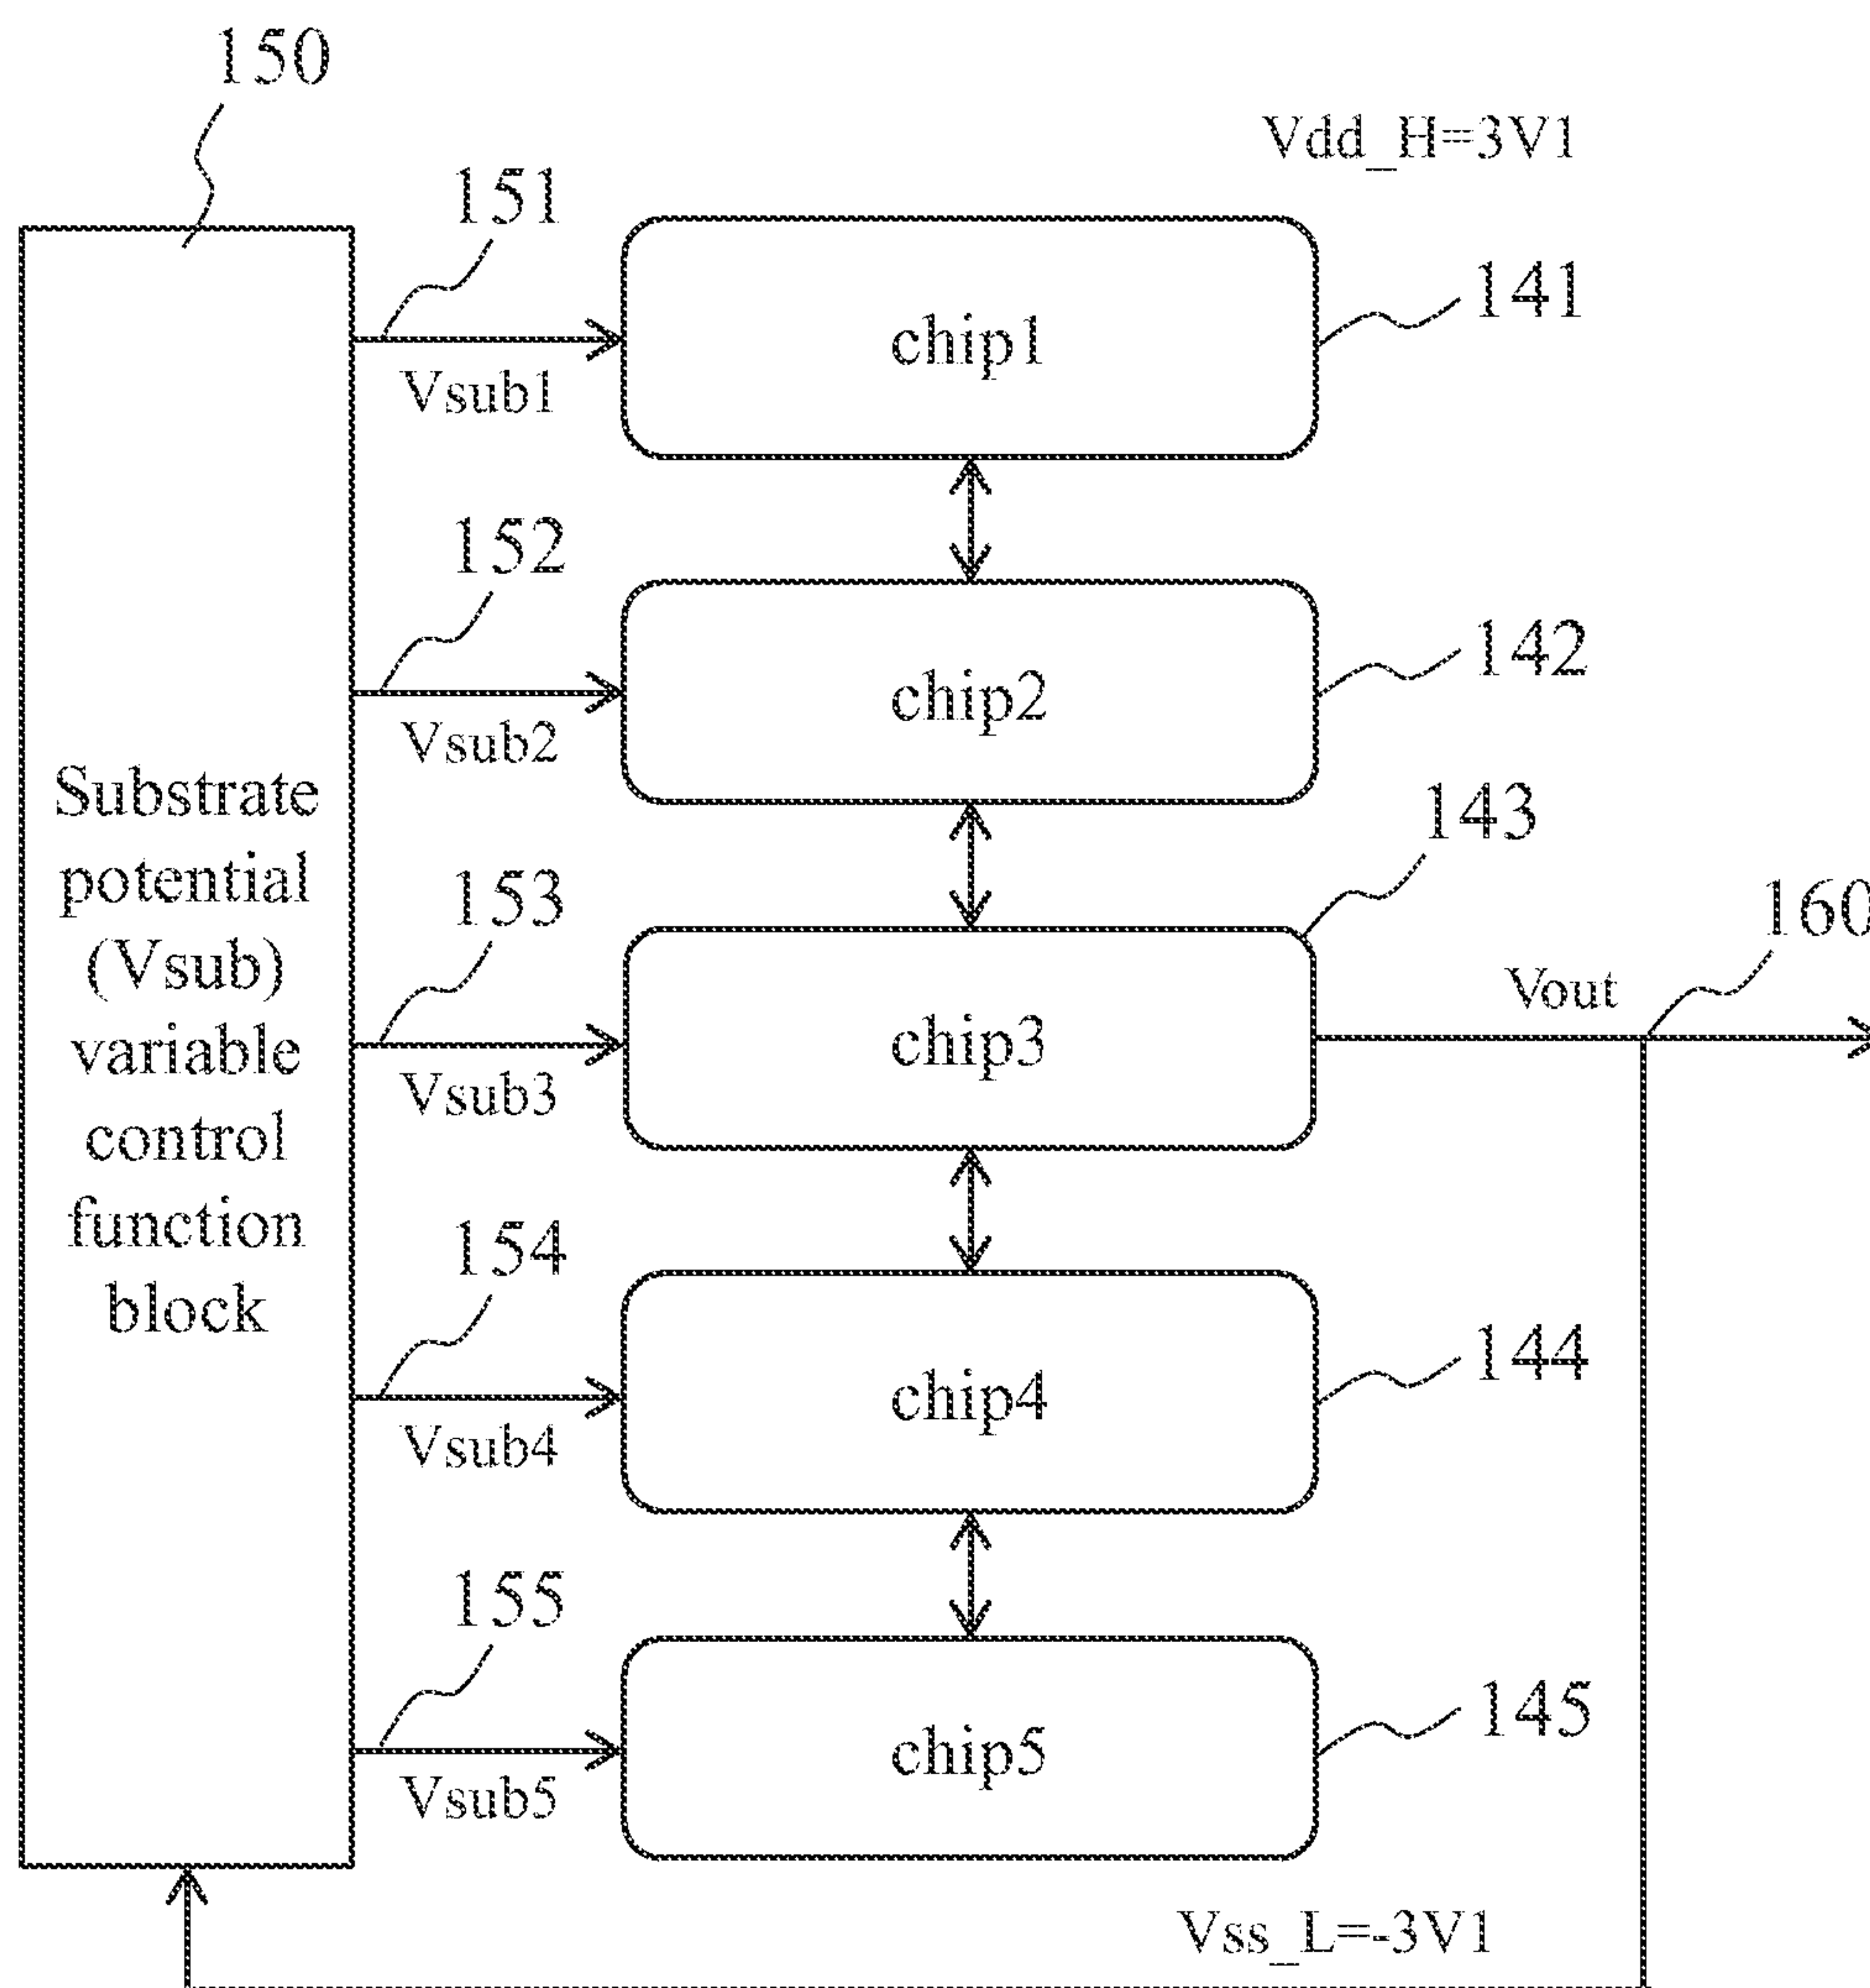 150
Vdd_H=3V1
151
141
chip1
Vsub1
152
142
chip2
Vsub2
Substrate
potential
(Vsub)
variable
control
function
block
143
153
160
Vout
chip3
Vsub3
154
144
chip4
Vsub4
155
145
chip5
Vsub5
Vss_L=-3V1